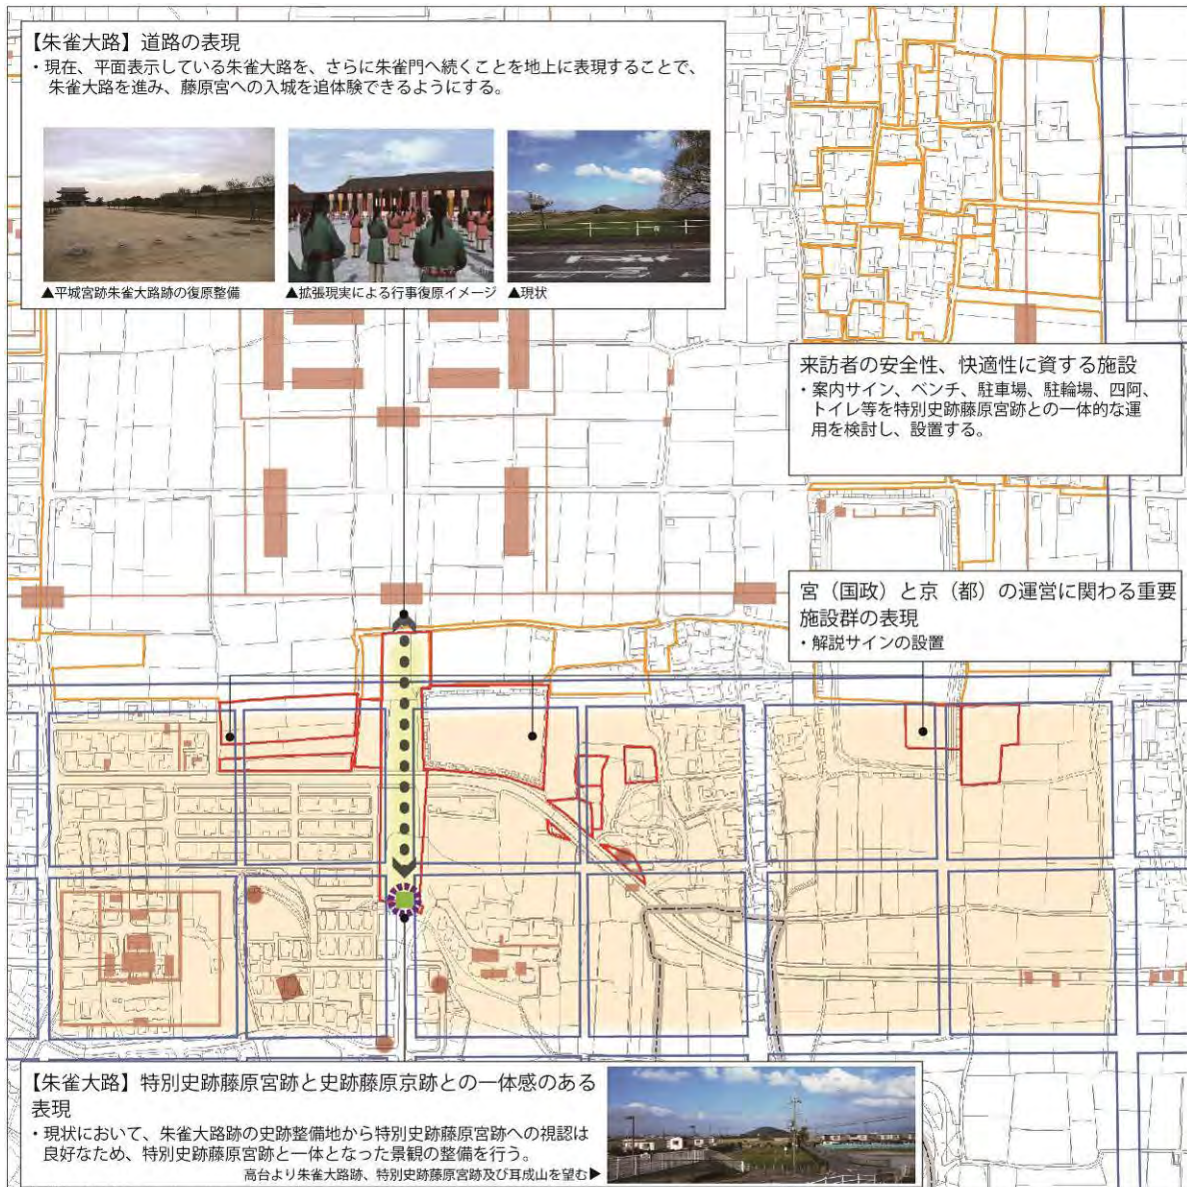 【朱雀大路】道路の表現
・現在、平面表示している朱雀大路を、さらに朱雀門へ続くことを地上に表現することで、
朱雀大路を進み、藤原宮への入城を追体験できるようにする。
▲平城宮跡朱雀大路跡の復原整備
▲拡張現実による行事復原イメージ
▲現状
来訪者の安全性、快適性に資する施設
・案内サイン、ベンチ、駐車場、駐輪場、四阿、
トイレ等を特別史跡藤原宮跡との一体的な運
用を検討し、設置する。
宮（国政）と京（都）の運営に関わる重要
施設群の表現
・解説サインの設置
【朱雀大路】特別史跡藤原宮跡と史跡藤原京跡との一体感のある
表現
・現状において、朱雀大路跡の史跡整備地から特別史跡藤原宮跡への視認は
良好なため、特別史跡藤原宮跡と一体となった景観の整備を行う。
高台より朱雀大路跡、特別史跡藤原宮跡及び耳成山を望む▶